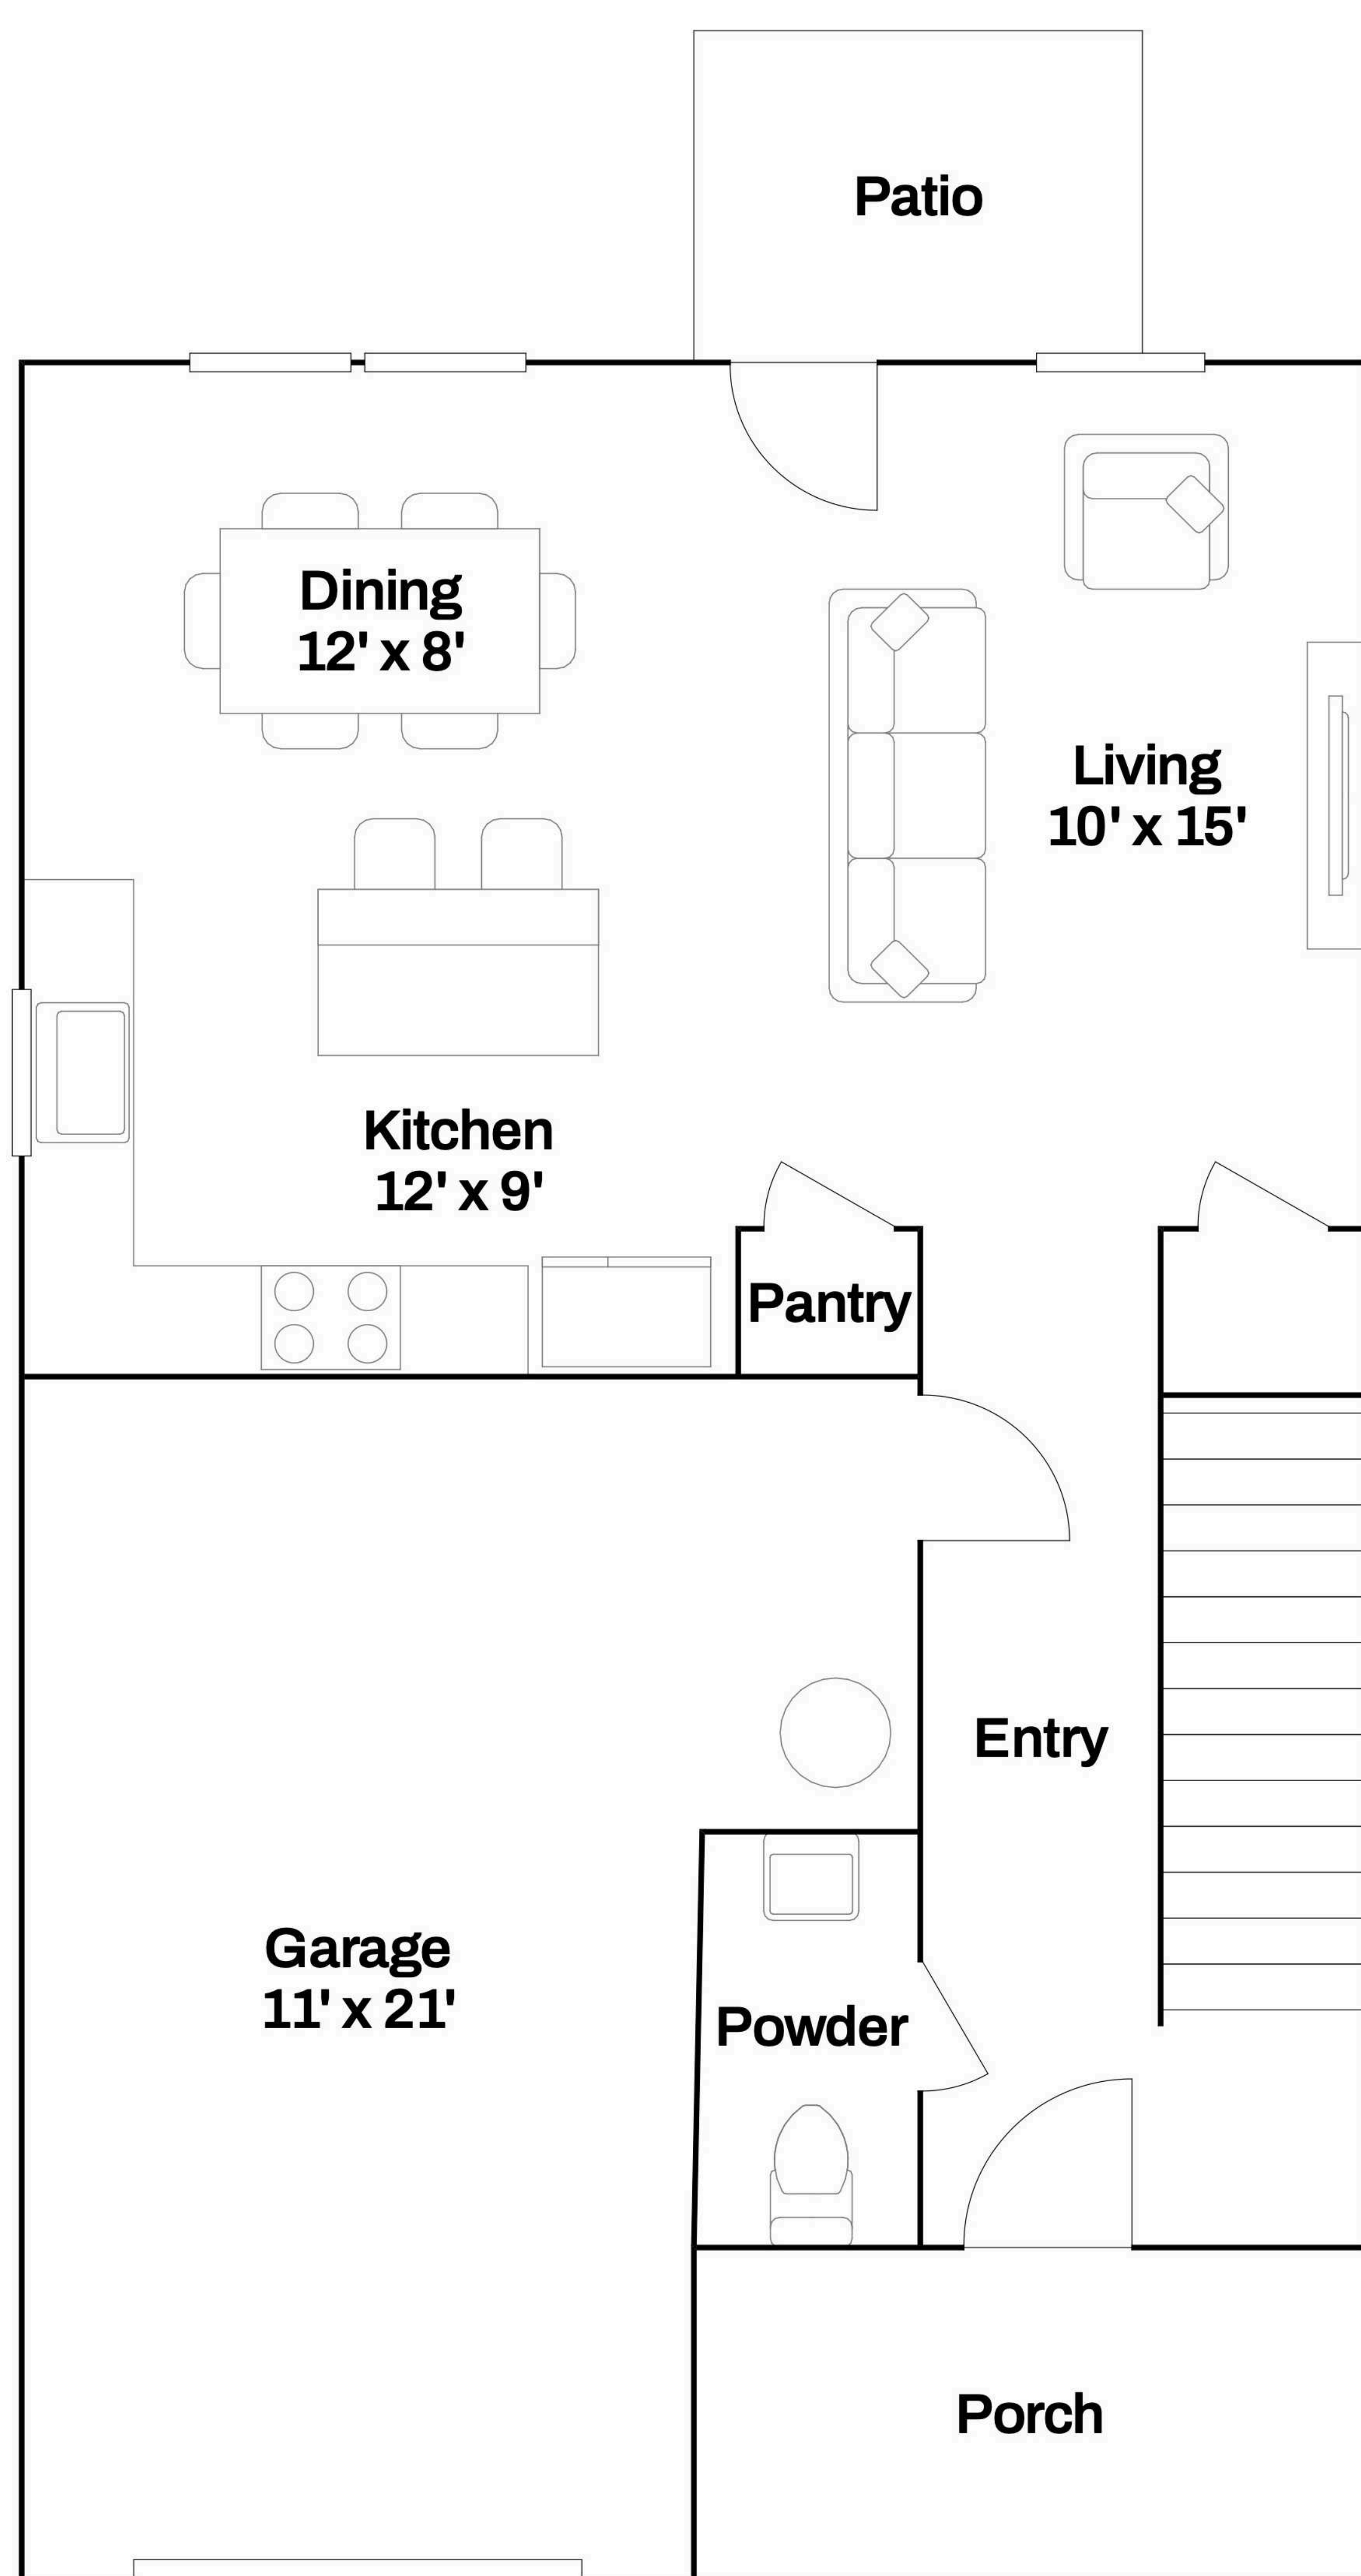 Patio
Dining
12' x 8'
Living
10' x 15'
Kitchen
12' x 9'
Pantry
Entry
Garage
11' x 21'
Powder
Porch